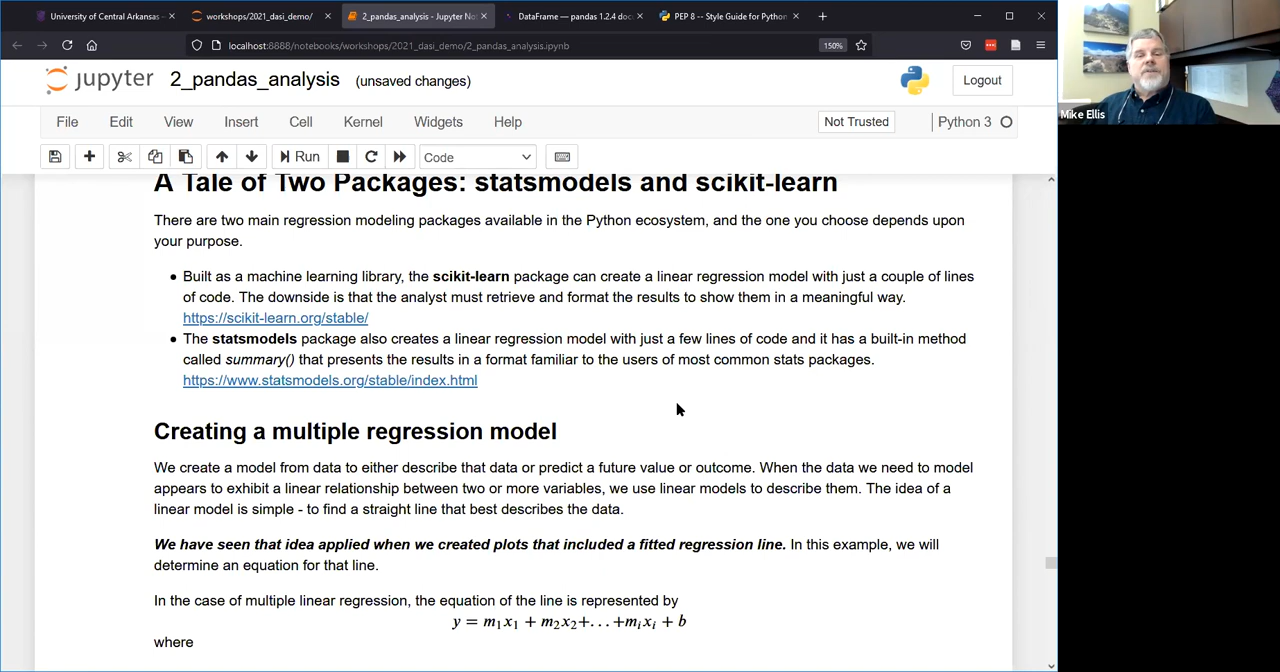 University of Central Arkansas -
workshops/2021_dasi_demo/
2_pandas_analysis - Jupyter No
DataFrame — pandas 1.2.4 doc
PEP 8 -- Style Guide for Python
localhost:8888/notebooks/workshops/2021_dasi_demo/2_pandas_analysis.ipynb
150%
jupyter 2_pandas_analysis (unsaved changes)
Logout
File Edit View Insert Cell Kernel Widgets Help
Not Trusted
Python 3
Run
Code
Mike Ellis
A Tale of Two Packages: statsmodels and scikit-learn
There are two main regression modeling packages available in the Python ecosystem, and the one you choose depends upon
your purpose.
• Built as a machine learning library, the scikit-learn package can create a linear regression model with just a couple of lines
of code. The downside is that the analyst must retrieve and format the results to show them in a meaningful way.
https://scikit-learn.org/stable/
• The statsmodels package also creates a linear regression model with just a few lines of code and it has a built-in method
called summary() that presents the results in a format familiar to the users of most common stats packages.
https://www.statsmodels.org/stable/index.html
Creating a multiple regression model
We create a model from data to either describe that data or predict a future value or outcome. When the data we need to model
appears to exhibit a linear relationship between two or more variables, we use linear models to describe them. The idea of a
linear model is simple - to find a straight line that best describes the data.
We have seen that idea applied when we created plots that included a fitted regression line. In this example, we will
determine an equation for that line.
In the case of multiple linear regression, the equation of the line is represented by
y = m₁x₁ + m₂x₂+. . . +mᵢxᵢ + b
where